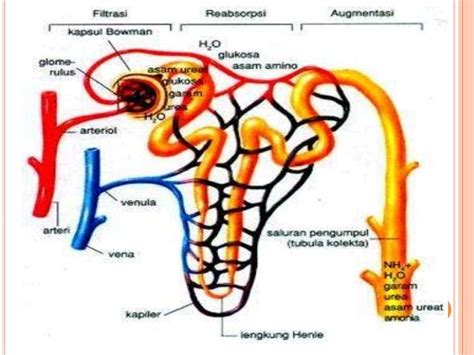 Filtrasi
kapsul Bowman
glome-
rulus
asam ureat
glukosa
garam
urea
H2O
arteriol
arteri
venula
vena
kapiler
Reabsorpsi
H2O
glukosa
asam amino
lengkung Henle
Augmentasi
saluran pengumpul
(tubula kolekta)
NH4+
H2O
garam
urea
asam ureat
amonia